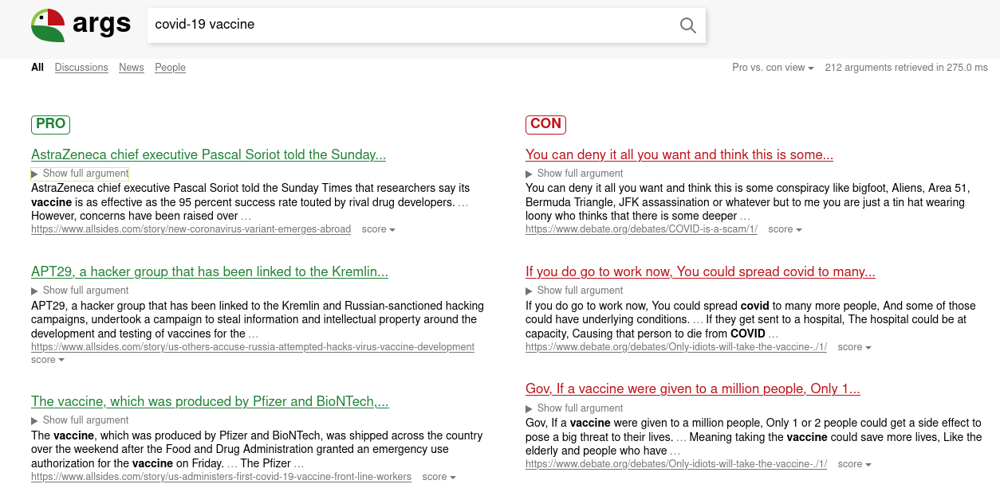 args
covid-19 vaccine
All Discussions News People
Pro vs. con view 212 arguments retrieved in 275.0 ms
PRO
AstraZeneca chief executive Pascal Soriot told the Sunday...
Show full argument
AstraZeneca chief executive Pascal Soriot told the Sunday Times that researchers say its
vaccine is as effective as the 95 percent success rate touted by rival drug developers. ...
However, concerns have been raised over ...
https://www.allsides.com/story/new-coronavirus-variant-emerges-abroad score
APT29, a hacker group that has been linked to the Kremlin...
Show full argument
APT29, a hacker group that has been linked to the Kremlin and Russian-sanctioned hacking
campaigns, undertook a campaign to steal information and intellectual property around the
development and testing of vaccines for the ...
https://www.allsides.com/story/us-others-accuse-russia-attempted-hacks-virus-vaccine-development
score
The vaccine, which was produced by Pfizer and BioNTech,...
Show full argument
The vaccine, which was produced by Pfizer and BioNTech, was shipped across the country
over the weekend after the Food and Drug Administration granted an emergency use
authorization for the vaccine on Friday. ... The Pfizer ...
https://www.allsides.com/story/us-administers-first-covid-19-vaccine-front-line-workers score
CON
You can deny it all you want and think this is some...
Show full argument
You can deny it all you want and think this is some conspiracy like bigfoot, Aliens, Area 51,
Bermuda Triangle, JFK assassination or whatever but to me you are just a tin hat wearing
loony who thinks that there is some deeper ...
https://www.debate.org/debates/COVID-is-a-scam/1/ score
If you do go to work now, You could spread covid to many...
Show full argument
If you do go to work now, You could spread covid to many more people, And some of those
could have underlying conditions. ... If they get sent to a hospital, The hospital could be at
capacity, Causing that person to die from COVID ...
https://www.debate.org/debates/Only-idiots-will-take-the-vaccine-./1/ score
Gov, If a vaccine were given to a million people, Only 1...
Show full argument
Gov, If a vaccine were given to a million people, Only 1 or 2 people could get a side effect to
pose a big threat to their lives. ... Meaning taking the vaccine could save more lives, Like the
elderly and people who have ...
https://www.debate.org/debates/Only-idiots-will-take-the-vaccine-./1/ score